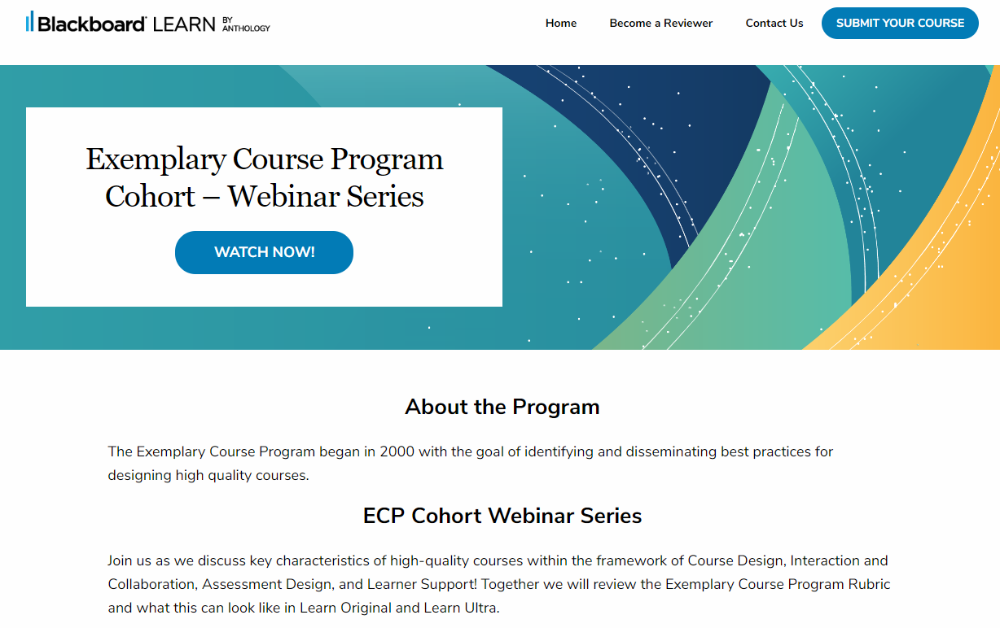 Blackboard LEARN BY ANTHOLOGY
Home
Become a Reviewer
Contact Us
SUBMIT YOUR COURSE
Exemplary Course Program
Cohort – Webinar Series
WATCH NOW!
About the Program
The Exemplary Course Program began in 2000 with the goal of identifying and disseminating best practices for
designing high quality courses.
ECP Cohort Webinar Series
Join us as we discuss key characteristics of high-quality courses within the framework of Course Design, Interaction and
Collaboration, Assessment Design, and Learner Support! Together we will review the Exemplary Course Program Rubric
and what this can look like in Learn Original and Learn Ultra.